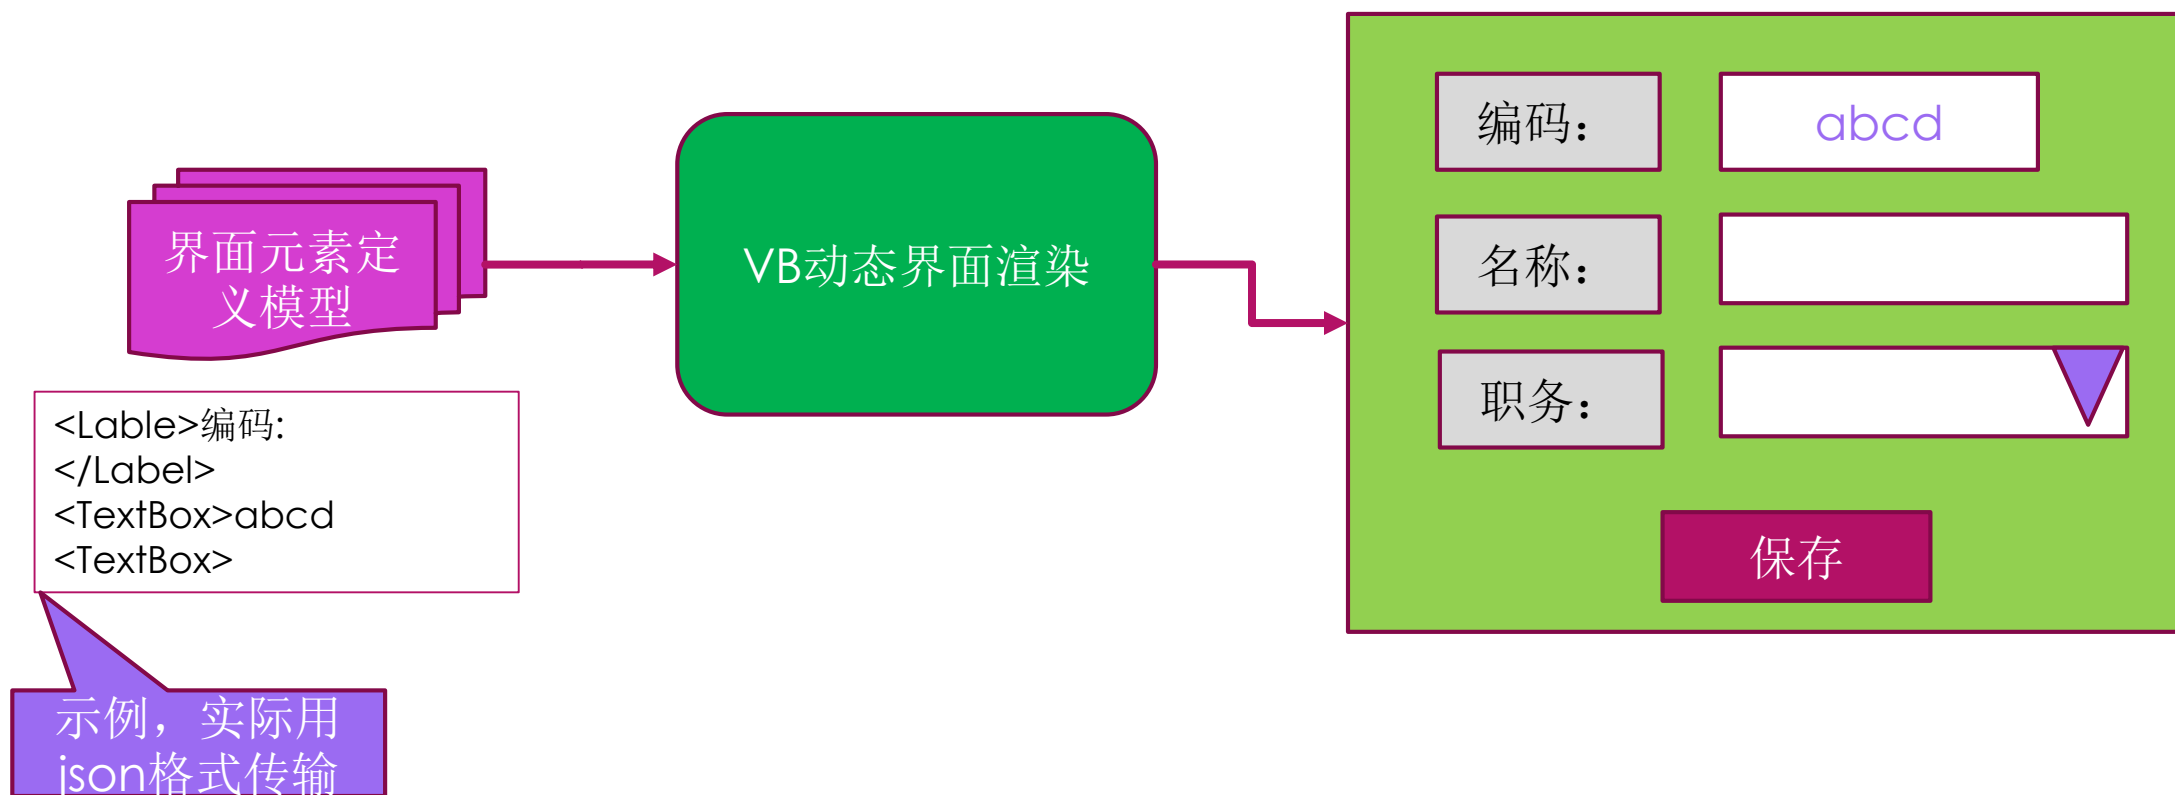 界面元素定
义模型
VB动态界面渲染
编码：
abcd
名称：
职务：
保存
<Lable>编码:
</Label>
<TextBox>abcd
<TextBox>
示例，实际用
json格式传输